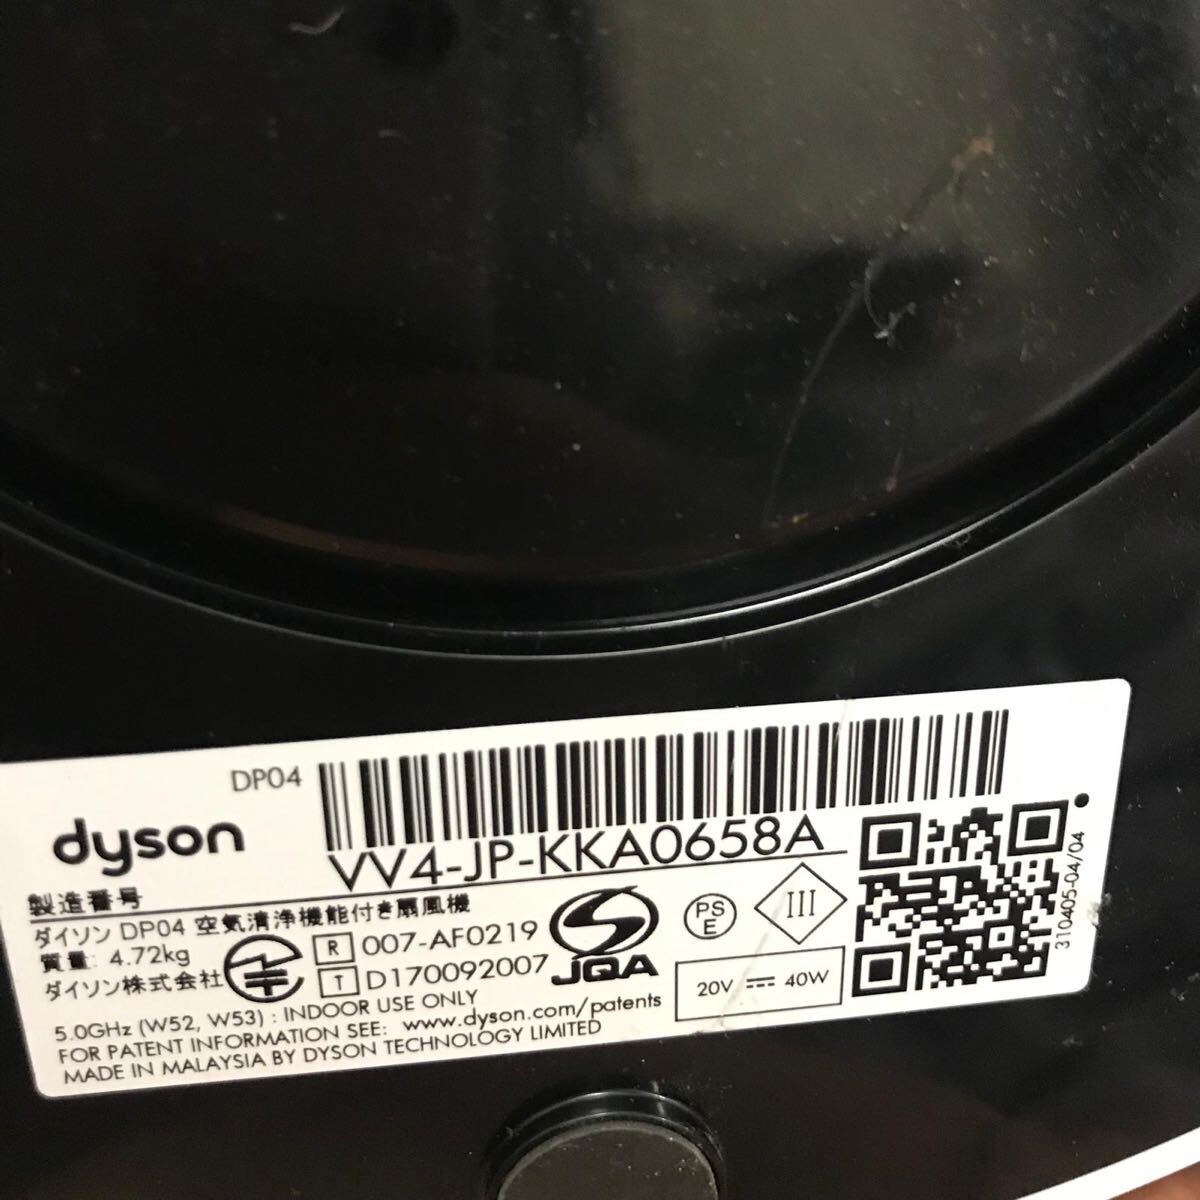 DP04
dyson
VV4-JP-KKA0658A
製造番号
ダイソン DP04 空気清浄機能付き扇風機
質量: 4.72kg
ダイソン株式会社
R 007-AF0219
T D170092007
JQA
PS
E
III
20V 40W
310405-04/04
5.0GHz (W52, W53) : INDOOR USE ONLY
FOR PATENT INFORMATION SEE: www.dyson.com/patents
MADE IN MALAYSIA BY DYSON TECHNOLOGY LIMITED